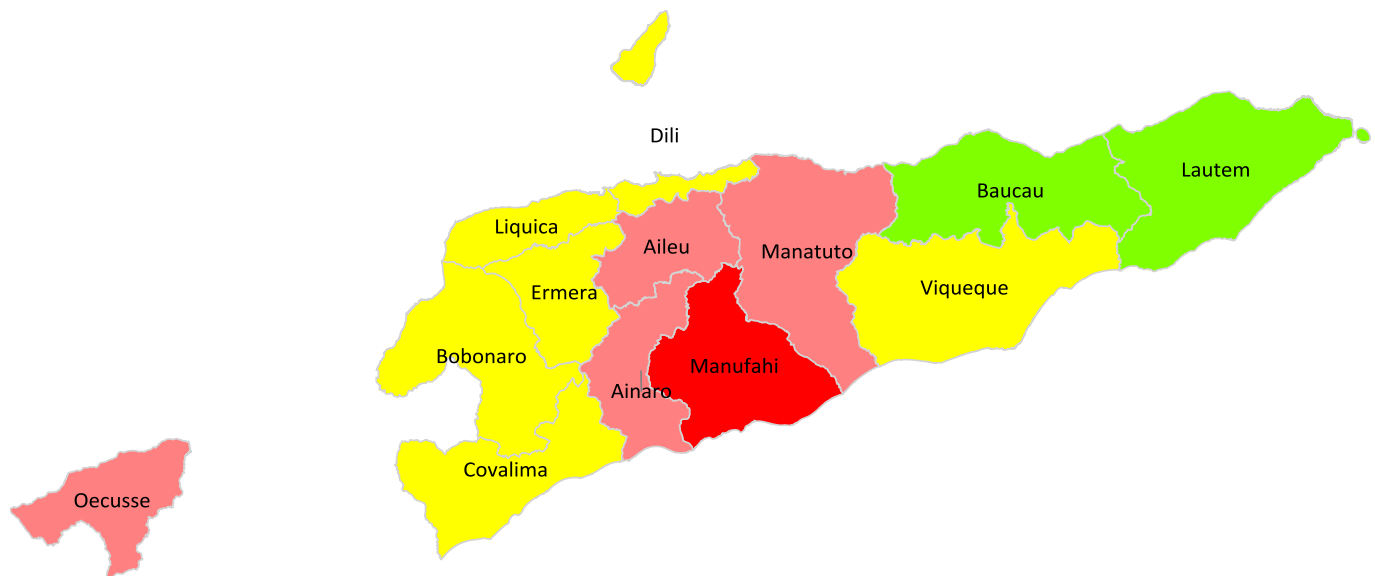 Dili
Lautem
Baucau
Liquica
Aileu
Manatuto
Viqueque
Ermera
Bobonaro
Manufahi
Ainaro
Covalima
Oecusse